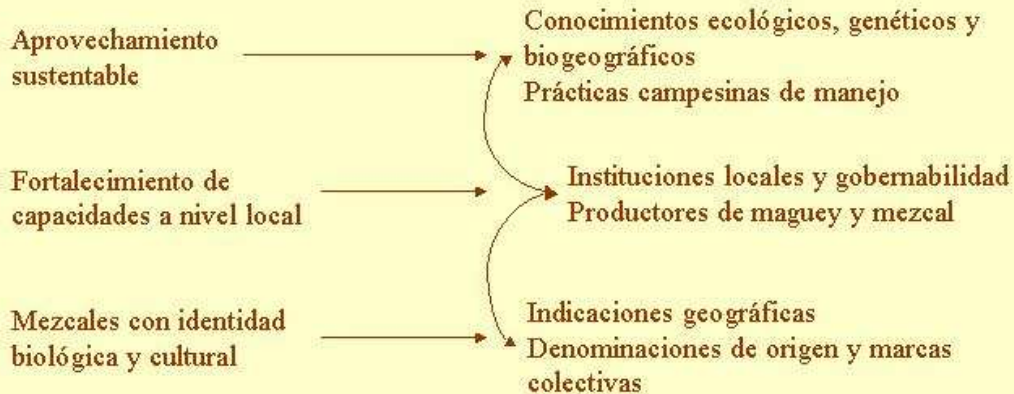 Aprovechamiento
sustentable
Conocimientos ecológicos, genéticos y
biogeográficos
Prácticas campesinas de manejo
Fortalecimiento de
capacidades a nivel local
Instituciones locales y gobernabilidad
Productores de maguey y mezcal
Mezcales con identidad
biológica y cultural
Indicaciones geográficas
Denominaciones de origen y marcas
colectivas